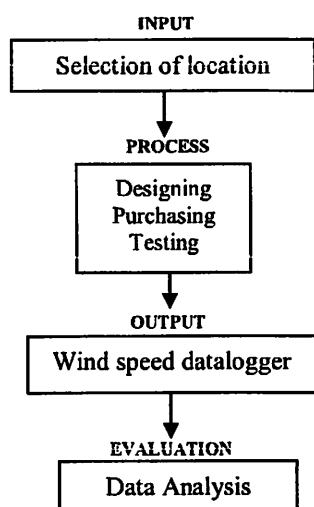 INPUT
Selection of location
PROCESS
Designing
Purchasing
Testing
OUTPUT
Wind speed datalogger
EVALUATION
Data Analysis